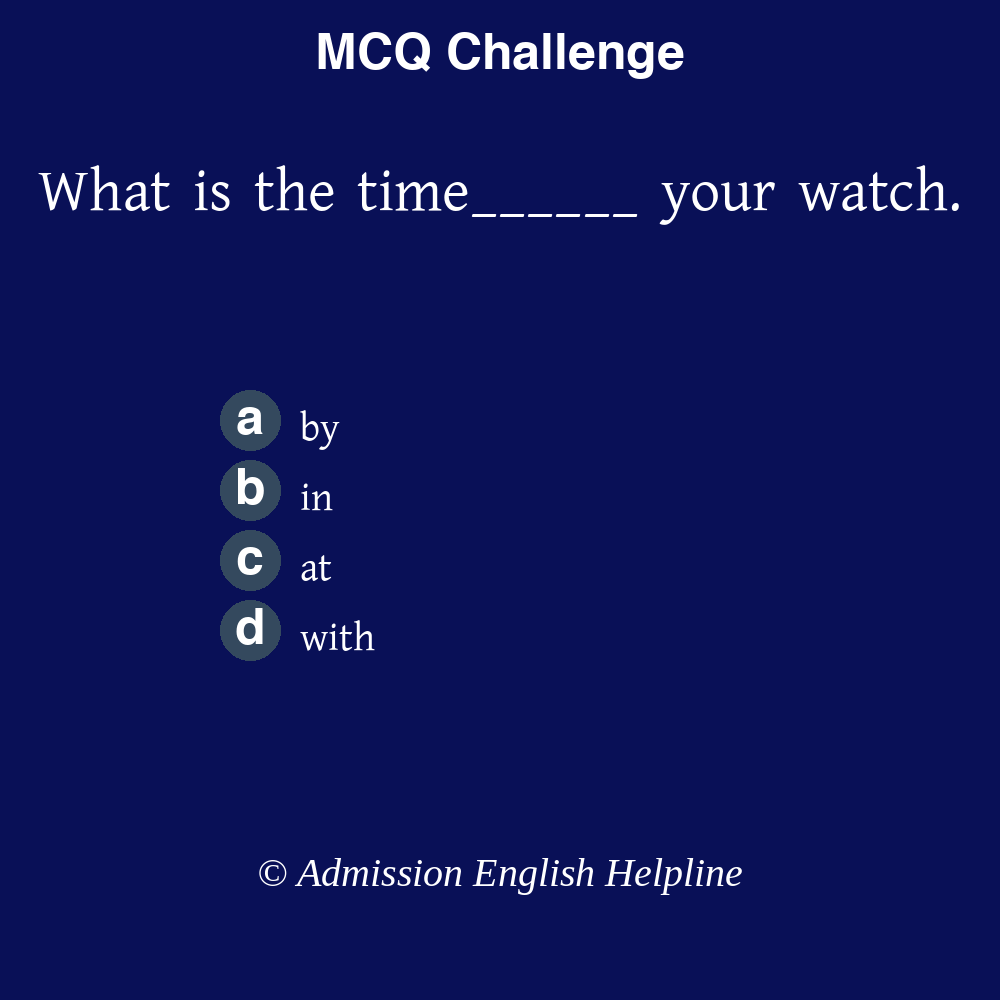 MCQ Challenge
What is the time______ your watch.
a by
b in
c at
d with
© Admission English Helpline